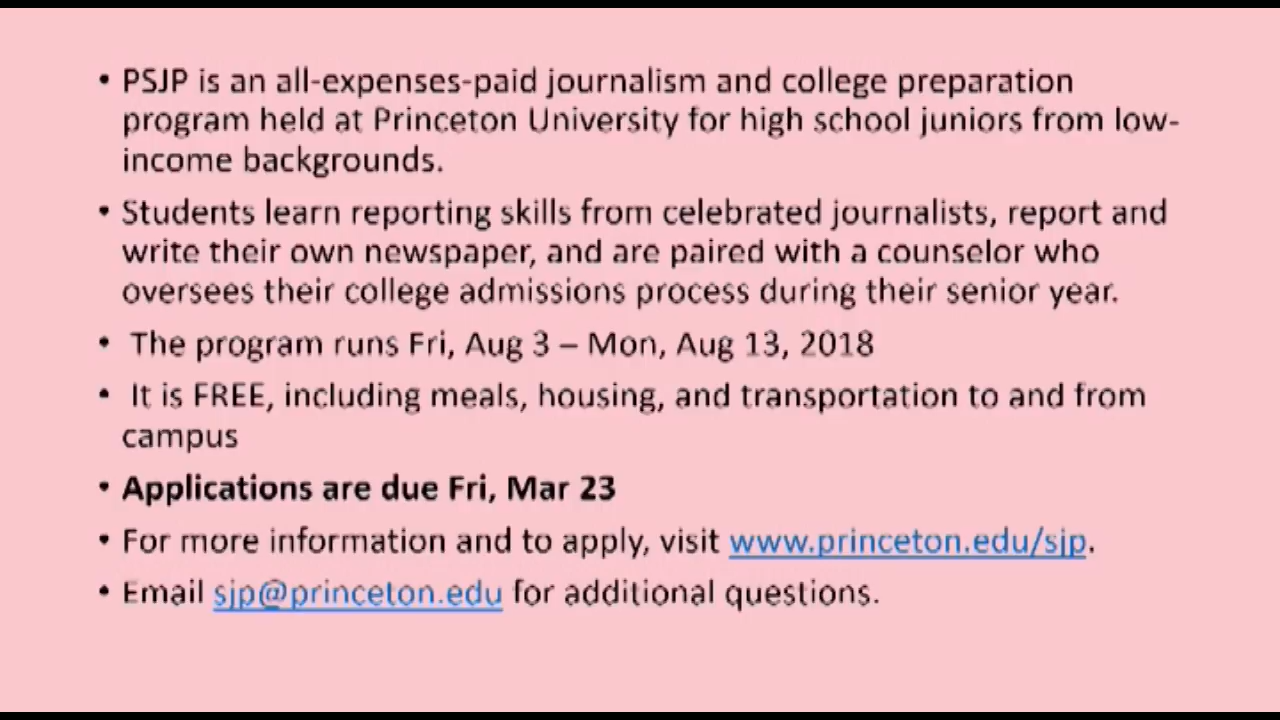 • PSJP is an all-expenses-paid journalism and college preparation
program held at Princeton University for high school juniors from low-
income backgrounds.
• Students learn reporting skills from celebrated journalists, report and
write their own newspaper, and are paired with a counselor who
oversees their college admissions process during their senior year.
• The program runs Fri, Aug 3 – Mon, Aug 13, 2018
• It is FREE, including meals, housing, and transportation to and from
campus
• Applications are due Fri, Mar 23
• For more information and to apply, visit www.princeton.edu/sjp.
• Email sjp@princeton.edu for additional questions.